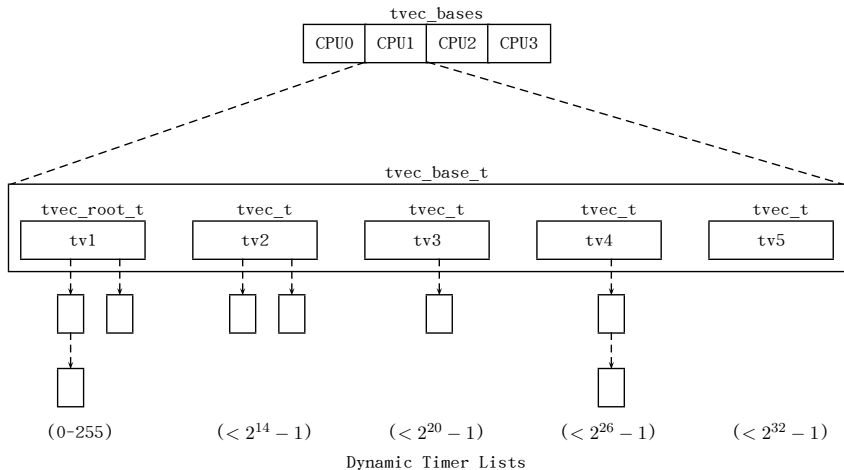 tvec_bases
CPU0 CPU1 CPU2 CPU3
tvec_base_t
tvec_root_t tvec_t tvec_t tvec_t tvec_t
tv1 tv2 tv3 tv4 tv5
(0-255) (< 2^14 − 1) (< 2^20 − 1) (< 2^26 − 1) (< 2^32 − 1)
Dynamic Timer Lists